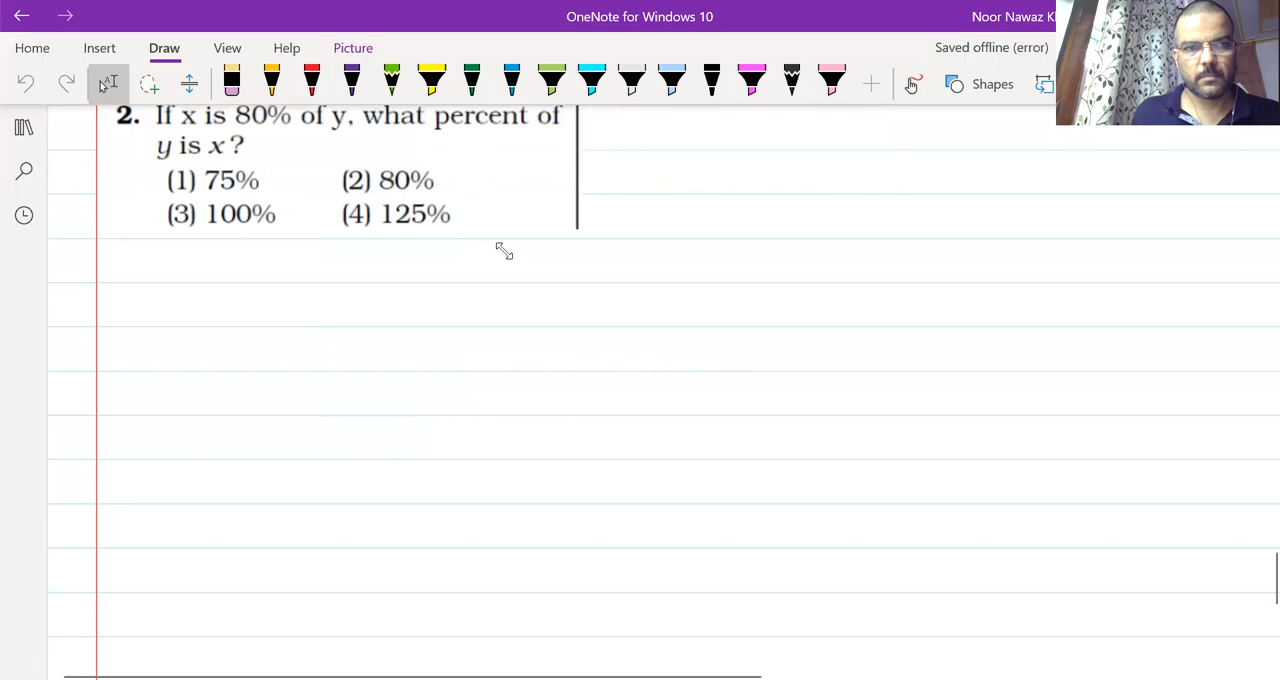 OneNote for Windows 10
Noor Nawaz
Home Insert Draw View Help Picture
Saved offline (error)
Shapes
2. If x is 80% of y, what percent of
y is x ?
(1) 75% (2) 80%
(3) 100% (4) 125%